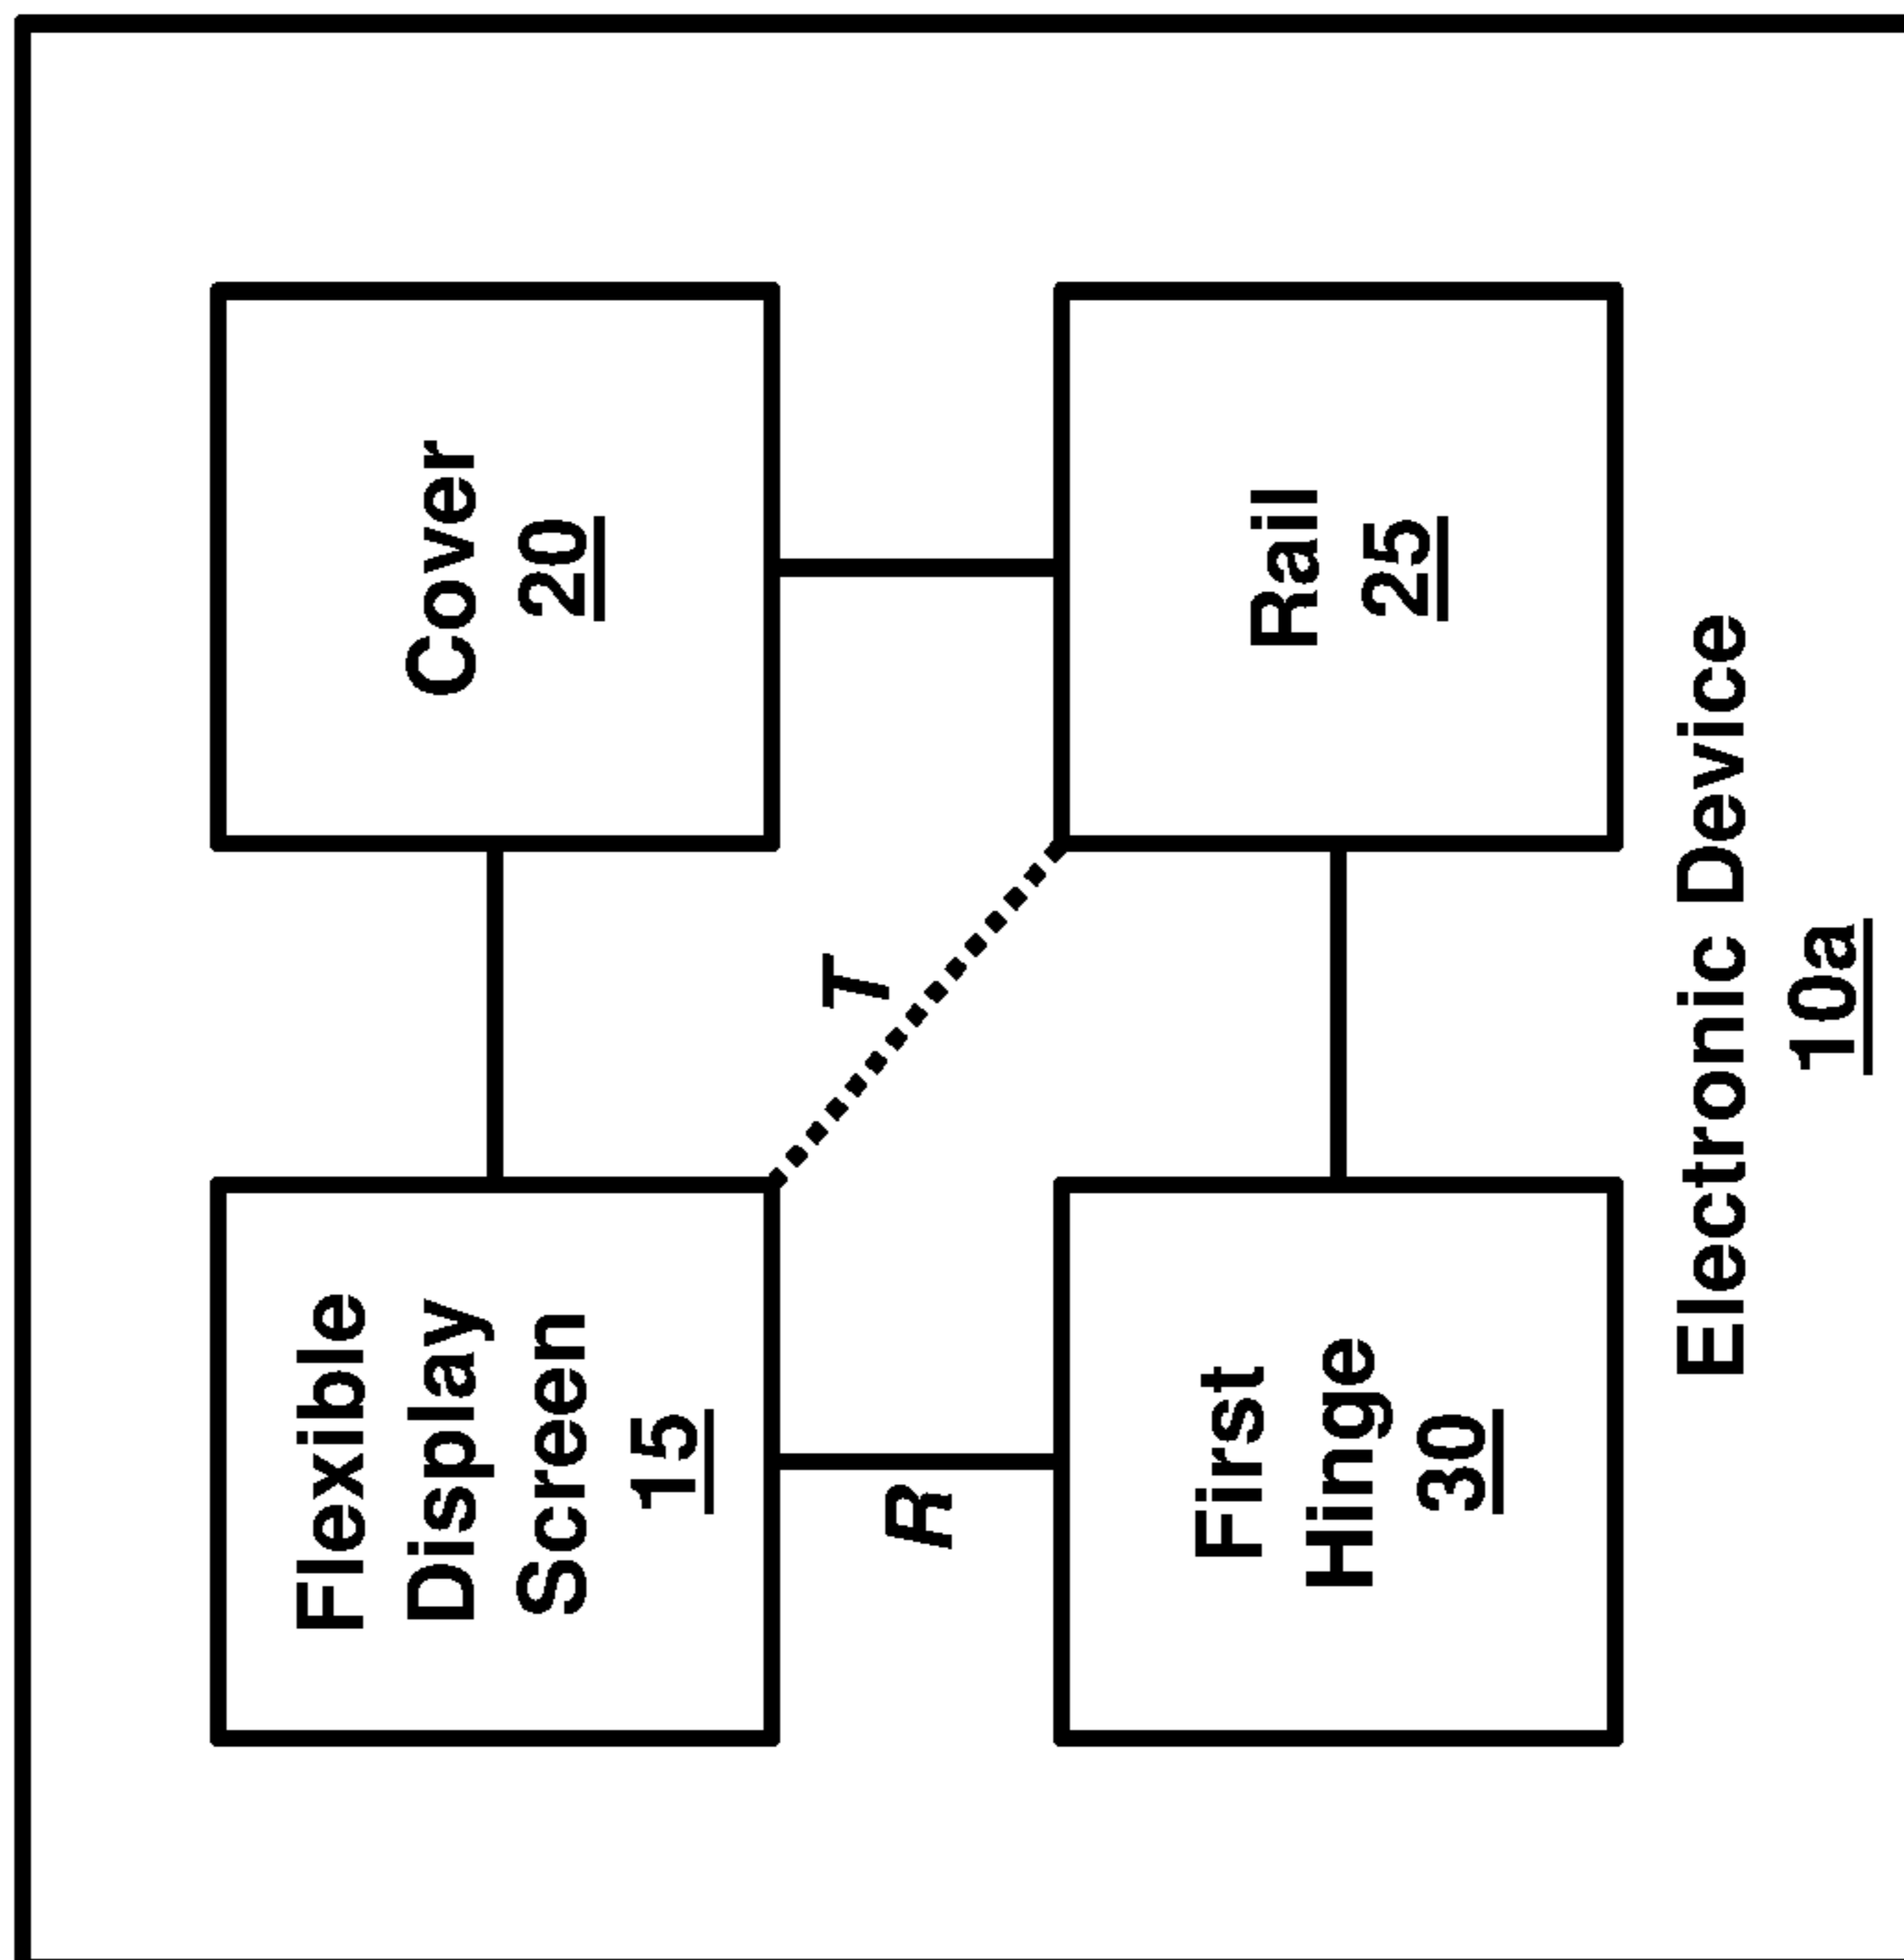 Flexible
Display
Screen
15
Cover
20
T
R
First
Hinge
30
Rail
25
Electronic Device
10a